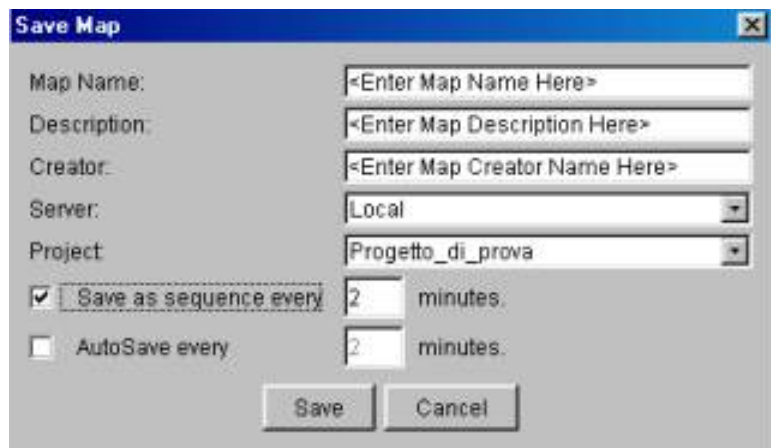 Save Map
Map Name: <Enter Map Name Here>
Description: <Enter Map Description Here>
Creator: <Enter Map Creator Name Here>
Server: Local
Project: Progetto_di_prova
Save as sequence every 2 minutes.
AutoSave every 2 minutes.
Save Cancel